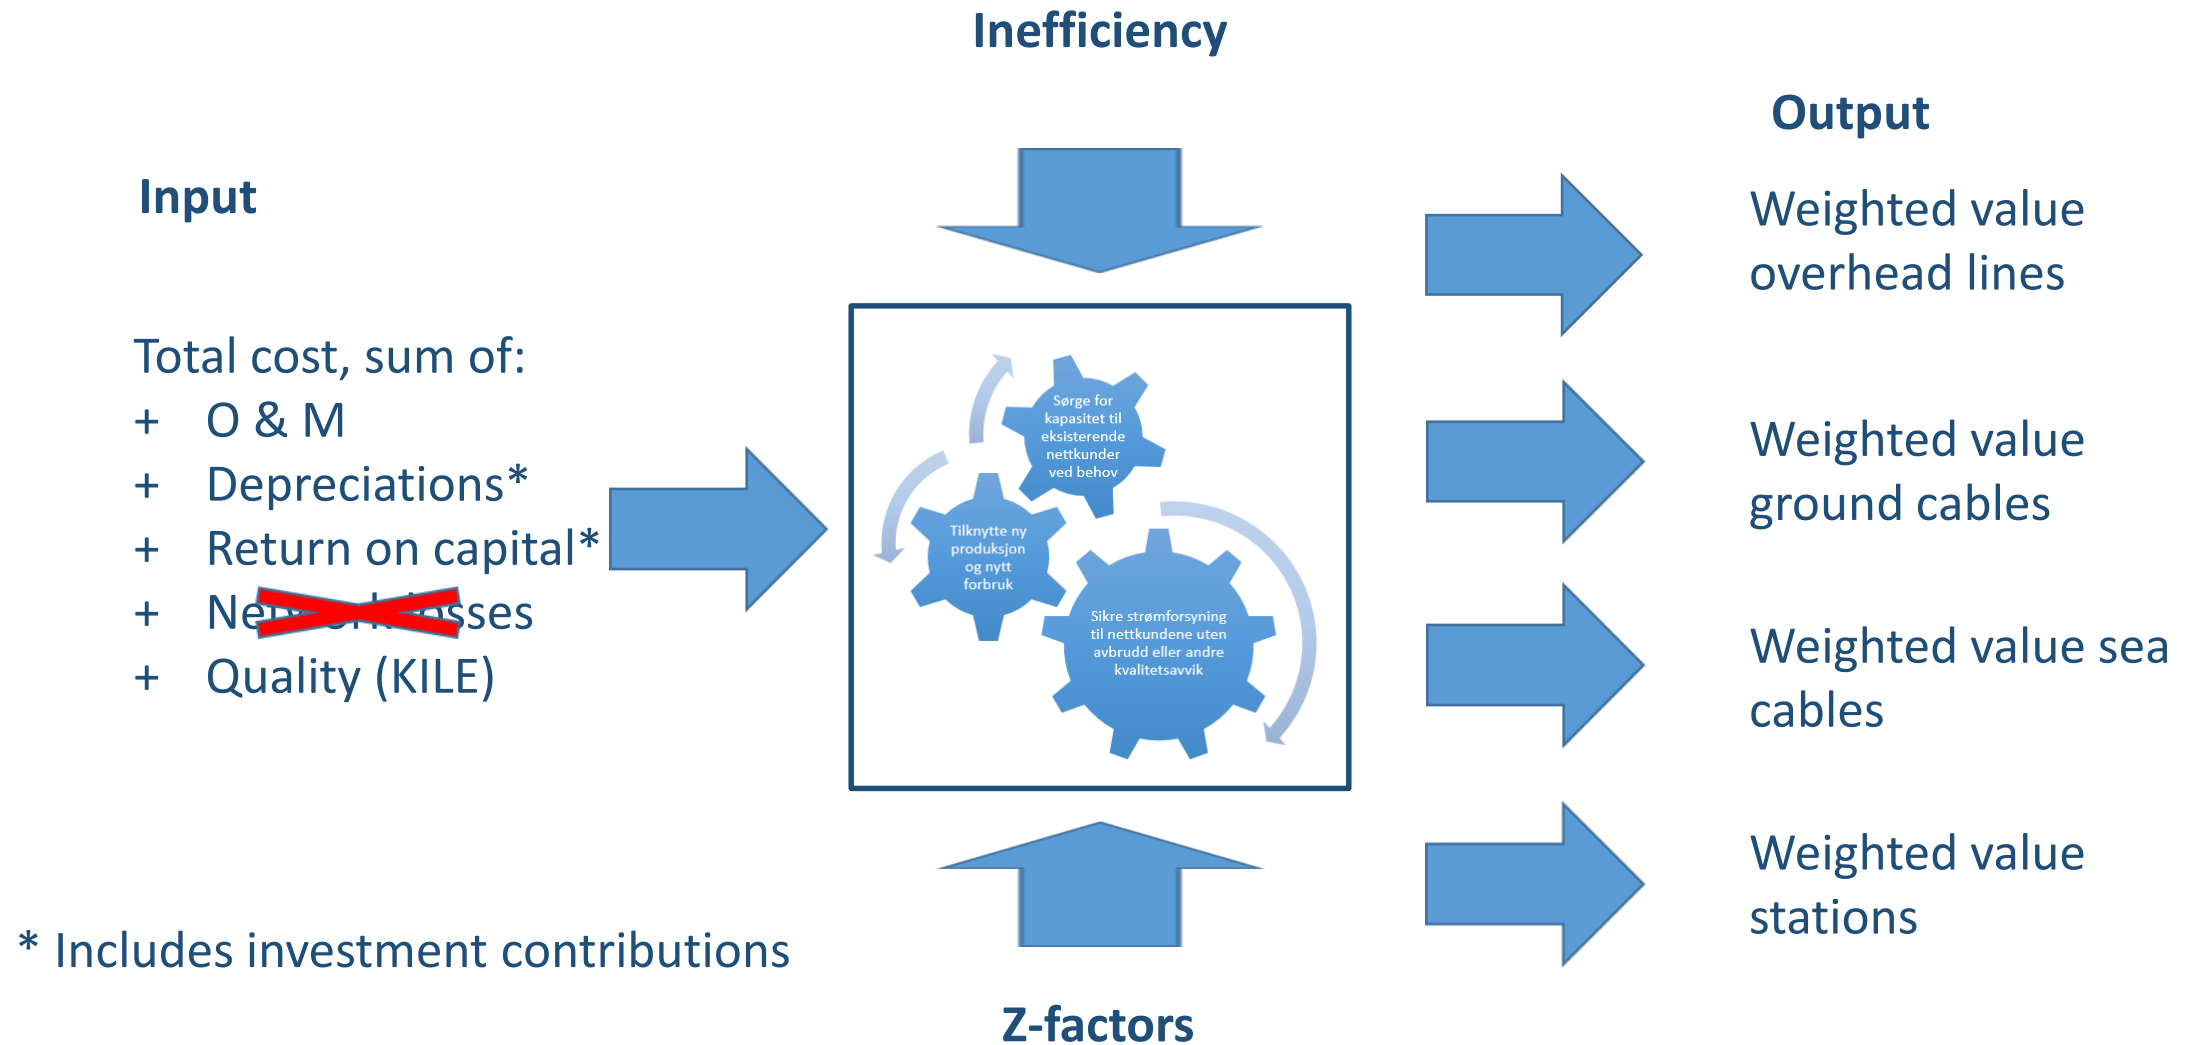 Inefficiency
Input
Total cost, sum of:
+ O & M
+ Depreciations*
+ Return on capital*
+ Network losses
+ Quality (KILE)
* Includes investment contributions
Sørge for
kapasitet til
eksisterende
nettkunder
ved behov
Tilknytte ny
produksjon
og nytt
forbruk
Sikre strømforsyning
til nettkundene uten
avbrudd eller andre
kvalitetsavvik
Z-factors
Output
Weighted value
overhead lines
Weighted value
ground cables
Weighted value sea
cables
Weighted value
stations